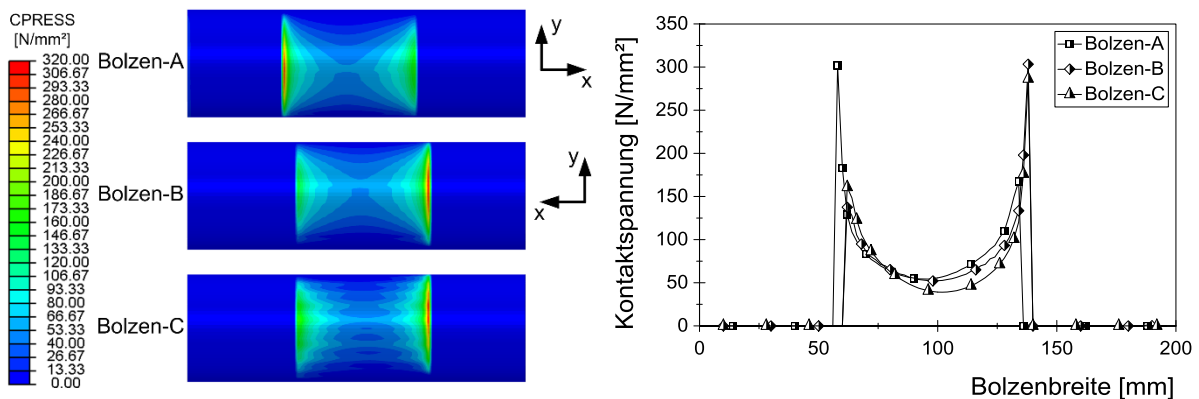 CPRESS
[N/mm²]
320.00
306.67
293.33
280.00
266.67
253.33
240.00
226.67
213.33
200.00
186.67
173.33
160.00
146.67
133.33
120.00
106.67
93.33
80.00
66.67
53.33
40.00
26.67
13.33
0.00
Bolzen-A
y
x
Bolzen-B
y
x
Bolzen-C
Kontaktspannung [N/mm²]
350
300
250
200
150
100
50
0
Bolzen-A
Bolzen-B
Bolzen-C
0
50
100
150
200
Bolzenbreite [mm]